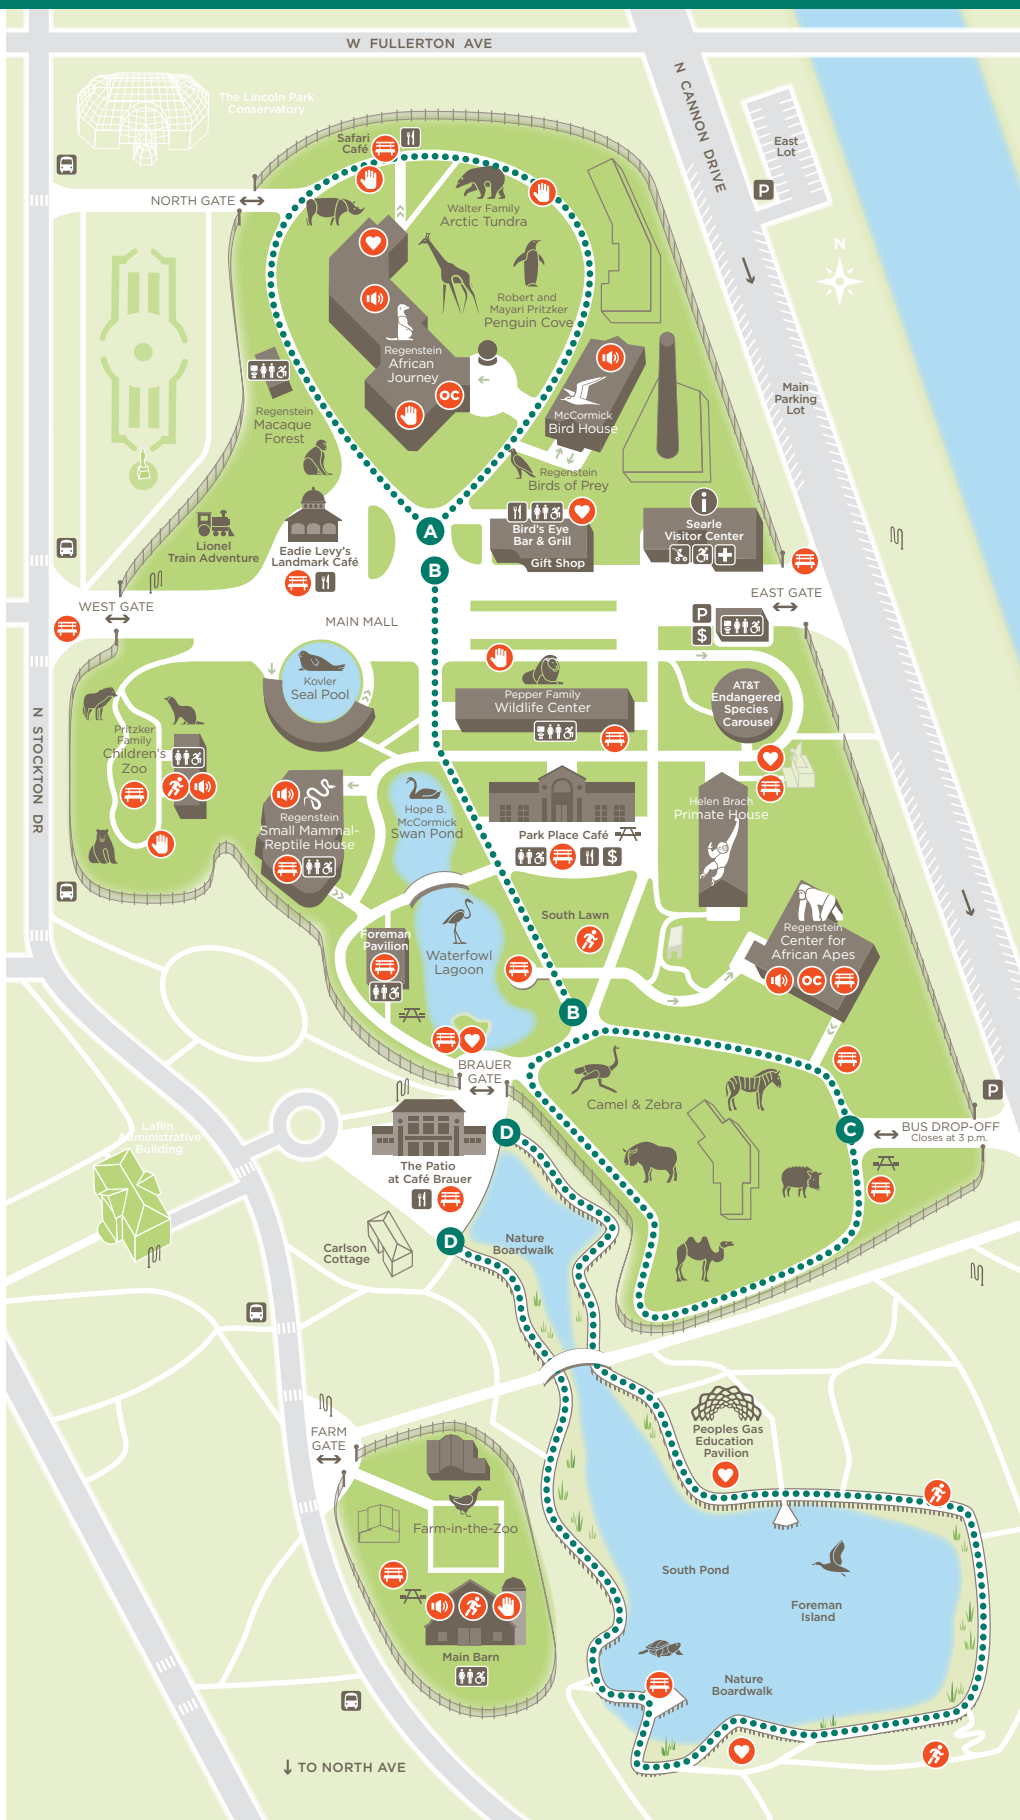 W FULLERTON AVE
N CANNON DRIVE
The Lincoln Park
Conservatory
East
Lot
P
Safari
Café
NORTH GATE
Walter Family
Arctic Tundra
N
Robert and
Mayari Pritzker
Penguin Cove
Regenstein
African
Journey
OC
Main
Parking
Lot
Regenstein
Macaque
Forest
McCormick
Bird House
Regenstein
Birds of Prey
A
B
Bird's Eye
Bar & Grill
Gift Shop
i
Searle
Visitor Center
Lionel
Train Adventure
Eadie Levy's
Landmark Café
WEST GATE
MAIN MALL
EAST GATE
P
$
Kovler
Seal Pool
Pepper Family
Wildlife Center
AT&T
Endangered
Species
Carousel
N STOCKTON DR
Pritzker
Family
Children's
Zoo
Regenstein
Small Mammal-
Reptile House
Hope B.
McCormick
Swan Pond
Park Place Café
$
Helen Brach
Primate House
South Lawn
Foreman
Pavilion
Waterfowl
Lagoon
Regenstein
Center for
African Apes
OC
B
BRAUER
GATE
Camel & Zebra
P
C
BUS DROP-OFF
Closes at 3 p.m.
D
Laflin
Administrative
Building
The Patio
at Café Brauer
D
Carlson
Cottage
Nature
Boardwalk
FARM
GATE
Peoples Gas
Education
Pavilion
Farm-in-the-Zoo
South Pond
Foreman
Island
Main Barn
Nature
Boardwalk
TO NORTH AVE